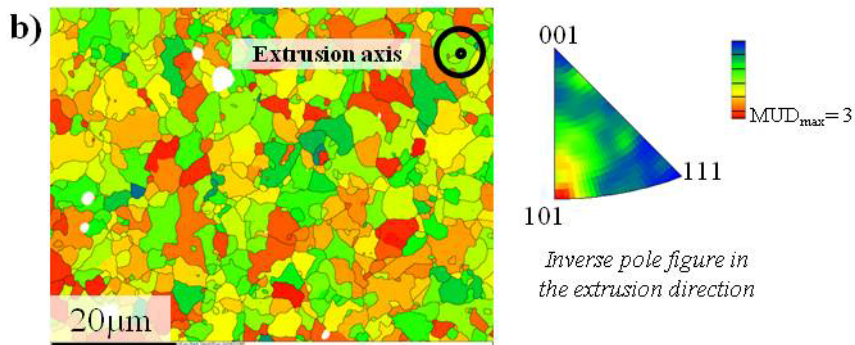 b)
Extrusion axis
20µm
001
111
101
MUDmax= 3
Inverse pole figure in
the extrusion direction